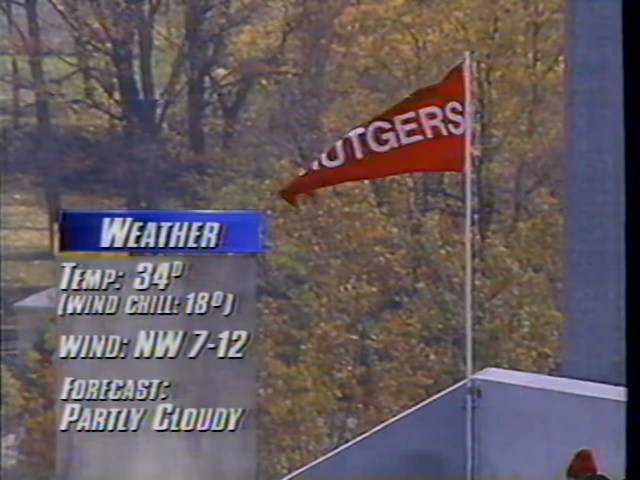 RUTGERS
WEATHER
TEMP: 34°
(WIND CHILL: 18°)
WIND: NW 7-12
FORECAST:
PARTLY CLOUDY